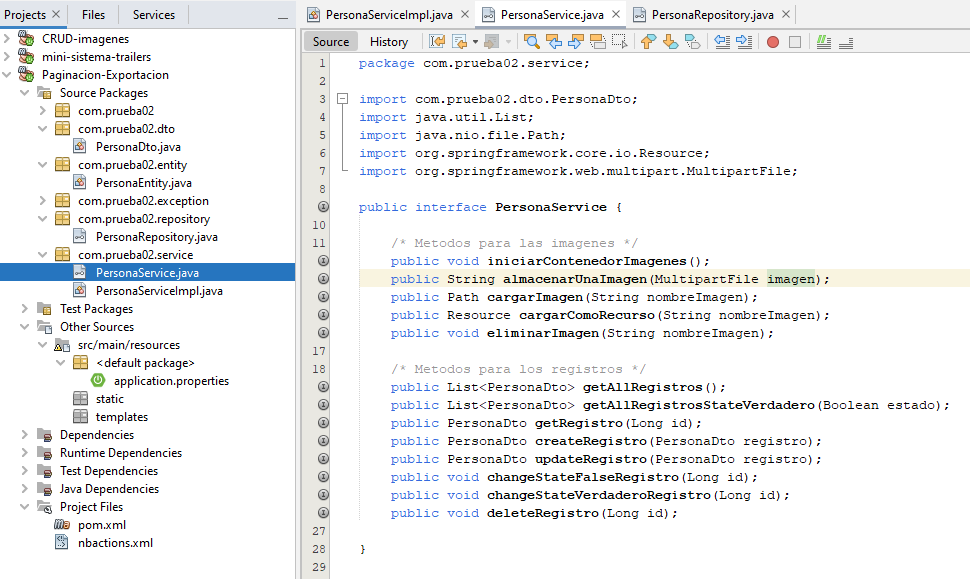 Projects
Files
Services
CRUD-imagenes
mini-sistema-trailers
Paginacion-Exportacion
Source Packages
com.prueba02
com.prueba02.dto
PersonaDto.java
com.prueba02.entity
PersonaEntity.java
com.prueba02.exception
com.prueba02.repository
PersonaRepository.java
com.prueba02.service
PersonaService.java
PersonaServiceImpl.java
Test Packages
Other Sources
src/main/resources
<default package>
application.properties
static
templates
Dependencies
Runtime Dependencies
Test Dependencies
Java Dependencies
Project Files
pom.xml
nbactions.xml
PersonaServiceImpl.java
PersonaService.java
PersonaRepository.java
Source
History
1 package com.prueba02.service;
2
3 import com.prueba02.dto.PersonaDto;
4 import java.util.List;
5 import java.nio.file.Path;
6 import org.springframework.core.io.Resource;
7 import org.springframework.web.multipart.MultipartFile;
8
public interface PersonaService {
10
11 /* Metodos para las imagenes */
public void iniciarContenedorImagenes();
public String almacenarUnaImagen(MultipartFile imagen);
public Path cargarImagen(String nombreImagen);
public Resource cargarComoRecurso(String nombreImagen);
public void eliminarImagen(String nombreImagen);
17
18 /* Metodos para los registros */
public List<PersonaDto> getAllRegistros();
public List<PersonaDto> getAllRegistrosStateVerdadero(Boolean estado);
public PersonaDto getRegistro(Long id);
public PersonaDto createRegistro(PersonaDto registro);
public PersonaDto updateRegistro(PersonaDto registro);
public void changeStateFalseRegistro(Long id);
public void changeStateVerdaderoRegistro(Long id);
public void deleteRegistro(Long id);
27
28 }
29